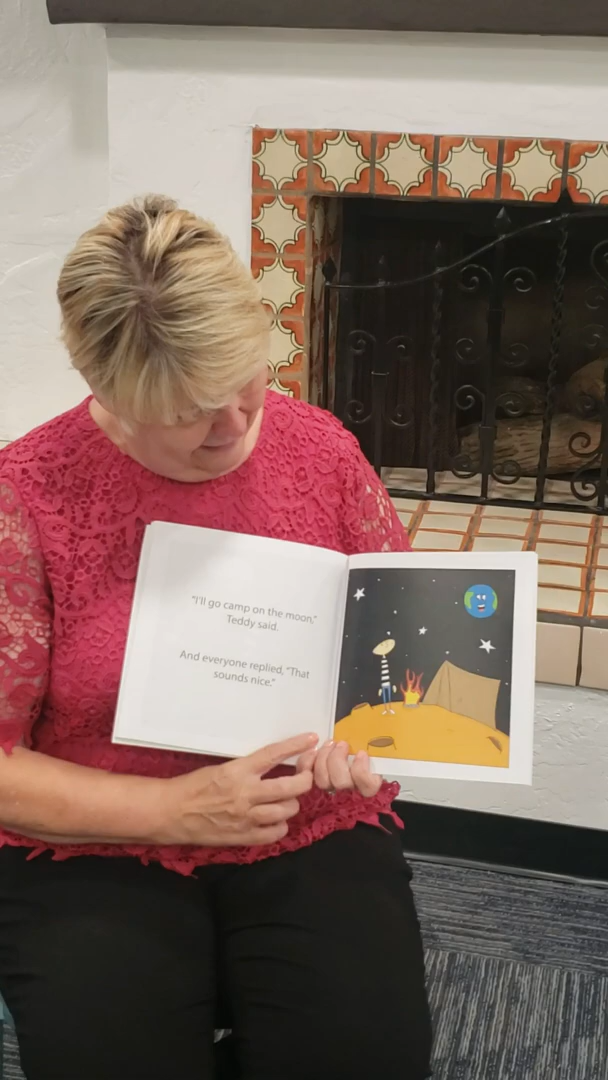 "I'll go camp on the moon,"
Teddy said.
And everyone replied, "That
sounds nice."